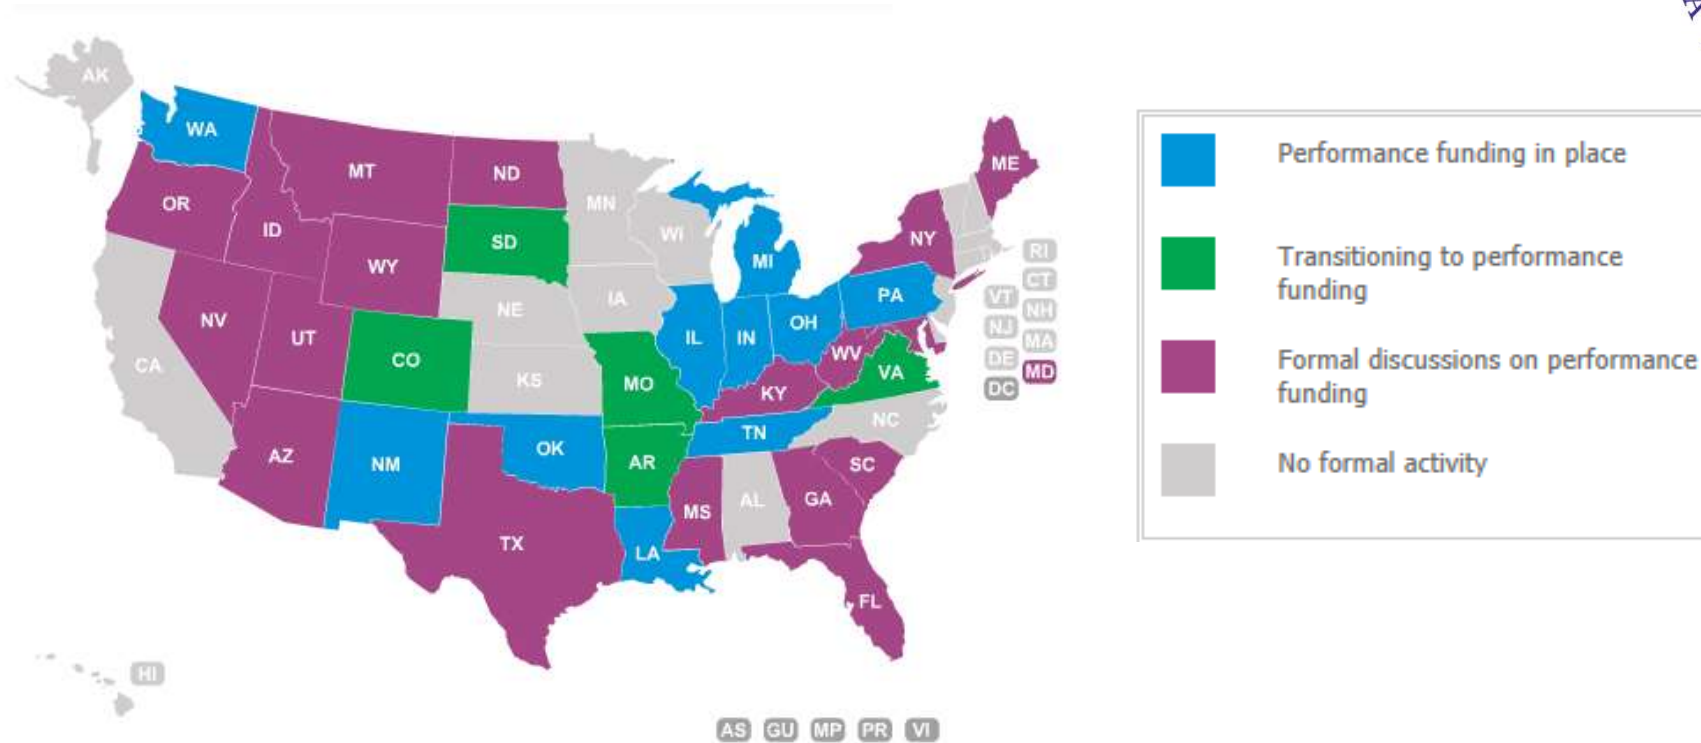 AK
WA
MT
ND
MN
ME
OR
ID
SD
WI
NY
WY
MI
RI
CT
NE
IA
PA
VT
NH
NV
UT
CO
IL
IN
OH
NJ
MA
CA
KS
MO
KY
WV
VA
DE
MD
DC
AZ
NM
OK
AR
TN
NC
TX
LA
MS
AL
GA
SC
FL
HI
AS GU MP PR VI
Performance funding in place
Transitioning to performance
funding
Formal discussions on performance
funding
No formal activity